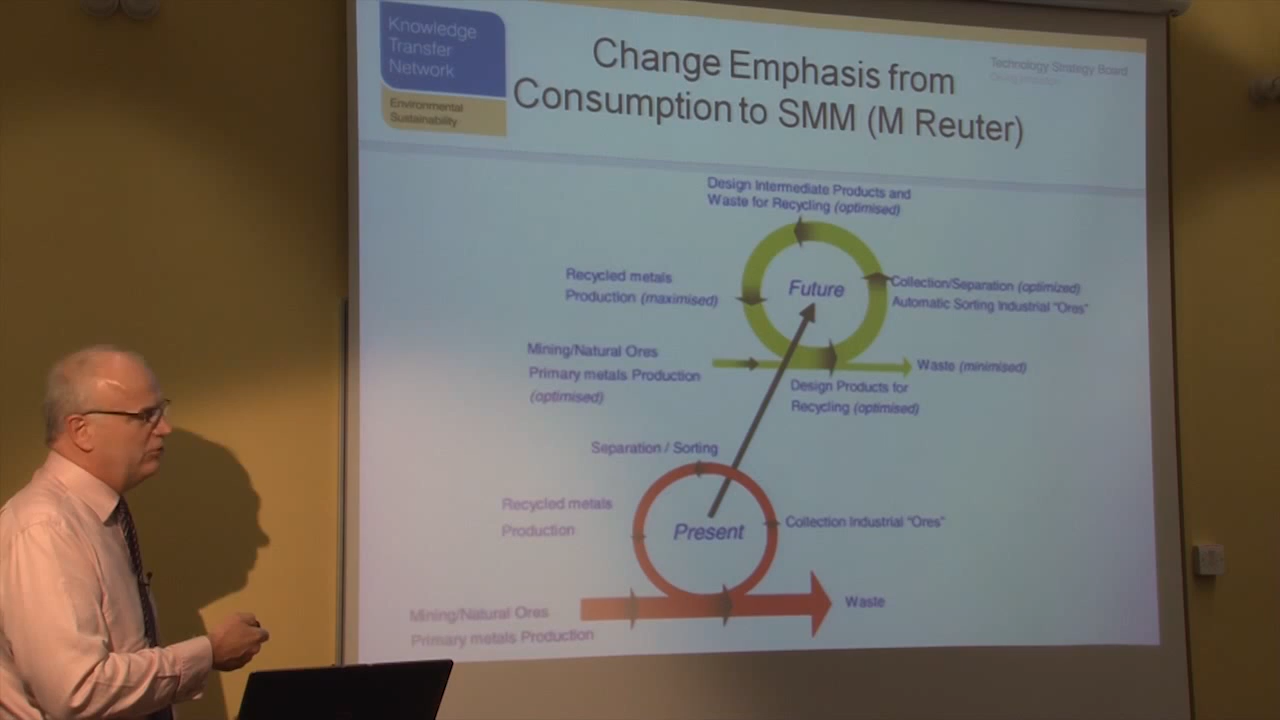 Knowledge
Transfer
Network
Environmental
Sustainability
Change Emphasis from
Consumption to SMM (M Reuter)
Technology Strategy Board
Design Intermediate Products and
Waste for Recycling (optimised)
Recycled metals
Production (maximised)
Future
Collection/Separation (optimized)
Automatic Sorting Industrial "Ores"
Mining/Natural Ores
Primary metals Production
(optimised)
Waste (minimised)
Design Products for
Recycling (optimised)
Separation / Sorting
Recycled metals
Production
Present
Collection Industrial "Ores"
Mining/Natural Ores
Primary metals Production
Waste